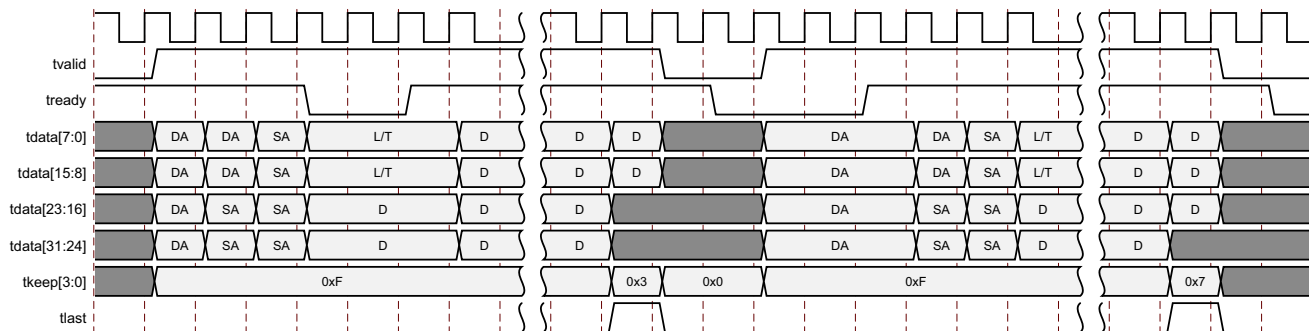 tvalid
tready
tdata[7:0] DA DA SA L/T D D D DA DA SA L/T D D
tdata[15:8] DA DA SA L/T D D D DA DA SA L/T D D
tdata[23:16] DA SA SA D D D DA SA SA D D D
tdata[31:24] DA SA SA D D D DA SA SA D D
tkeep[3:0] 0xF 0x3 0x0 0xF 0x7
tlast